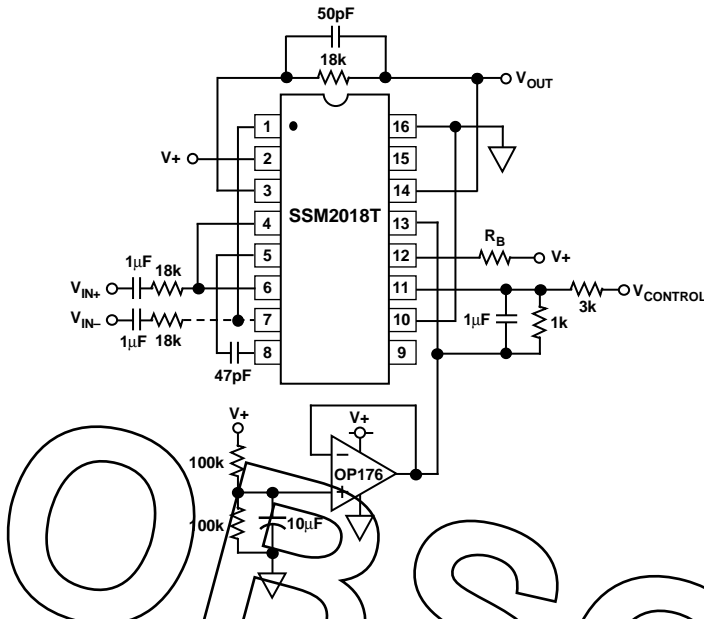 50pF
18k
V_OUT
1
16
V+
2
15
3
14
SSM2018T
4
13
R_B
5
12
V+
1µF
18k
V_IN+
6
11
V_CONTROL
3k
V_IN–
7
10
1µF
1k
1µF
18k
8
9
47pF
V+
V+
100k
–
OP176
+
100k
10µF
OBSO